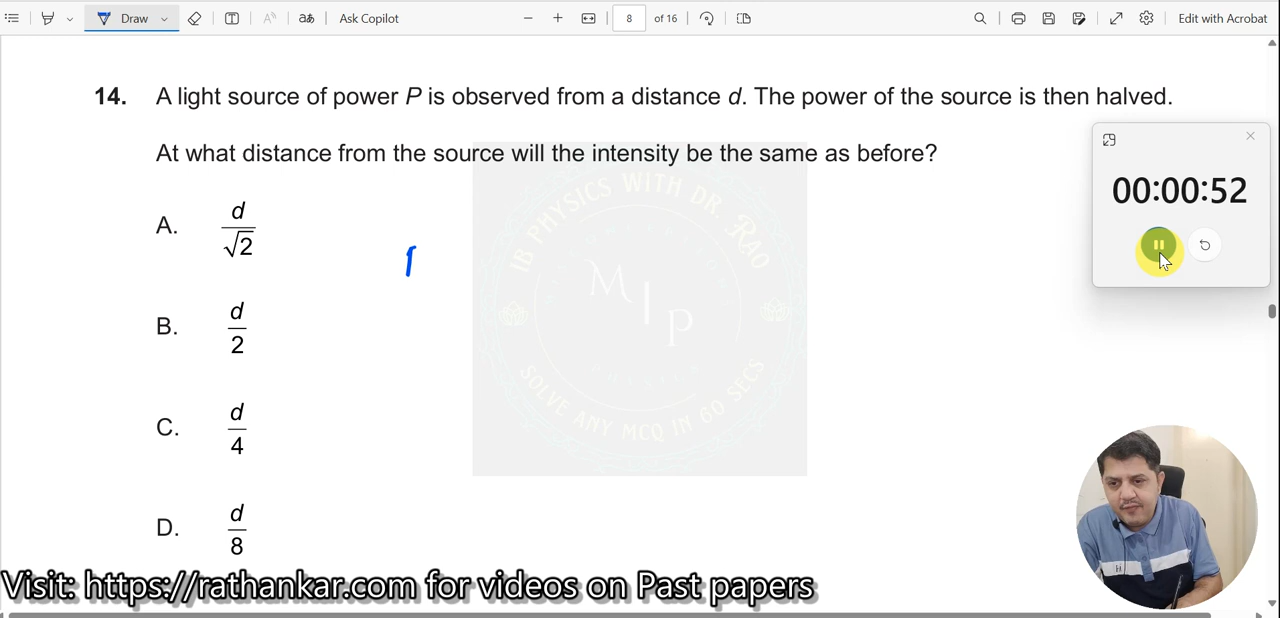 Draw
Ask Copilot
8 of 16
Edit with Acrobat
14. A light source of power P is observed from a distance d. The power of the source is then halved.
At what distance from the source will the intensity be the same as before?
00:00:52
A. d/√2
B. d/2
C. d/4
D. d/8
IB PHYSICS WITH DR. RAO
M I P
SOLVE ANY MCQ IN 60 SECS
Visit: https://rathankar.com for videos on Past papers